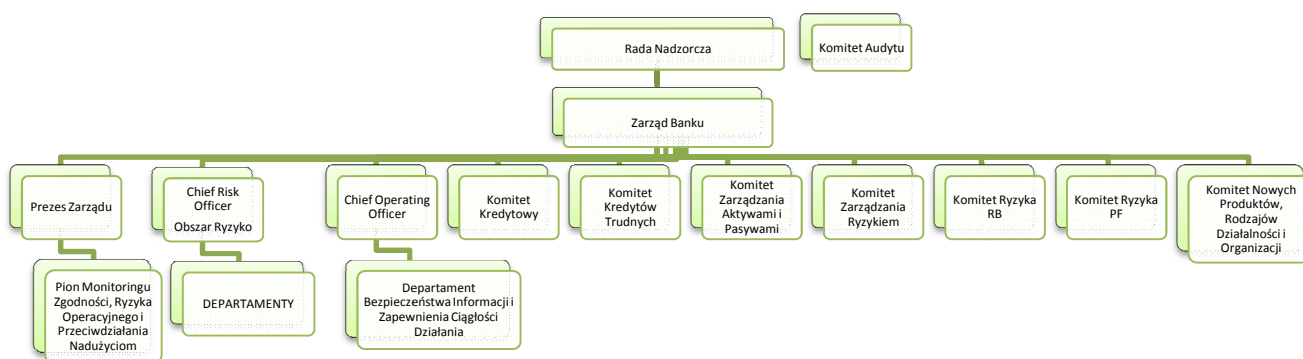 Rada Nadzorcza
Komitet Audytu
Zarząd Banku
Prezes Zarządu
Chief Risk
Officer
Obszar Ryzyko
Chief Operating
Officer
Komitet
Kredytowy
Komitet
Kredytów
Trudnych
Komitet
Zarządzania
Aktywami i
Pasywami
Komitet
Zarządzania
Ryzykiem
Komitet Ryzyka
RB
Komitet Ryzyka
PF
Komitet Nowych
Produktów,
Rodzajów
Działalności i
Organizacji
Pion Monitoringu
Zgodności, Ryzyka
Operacyjnego i
Przeciwdziałania
Nadużyciom
DEPARTAMENTY
Departament
Bezpieczeństwa Informacji i
Zapewnienia Ciągłości
Działania